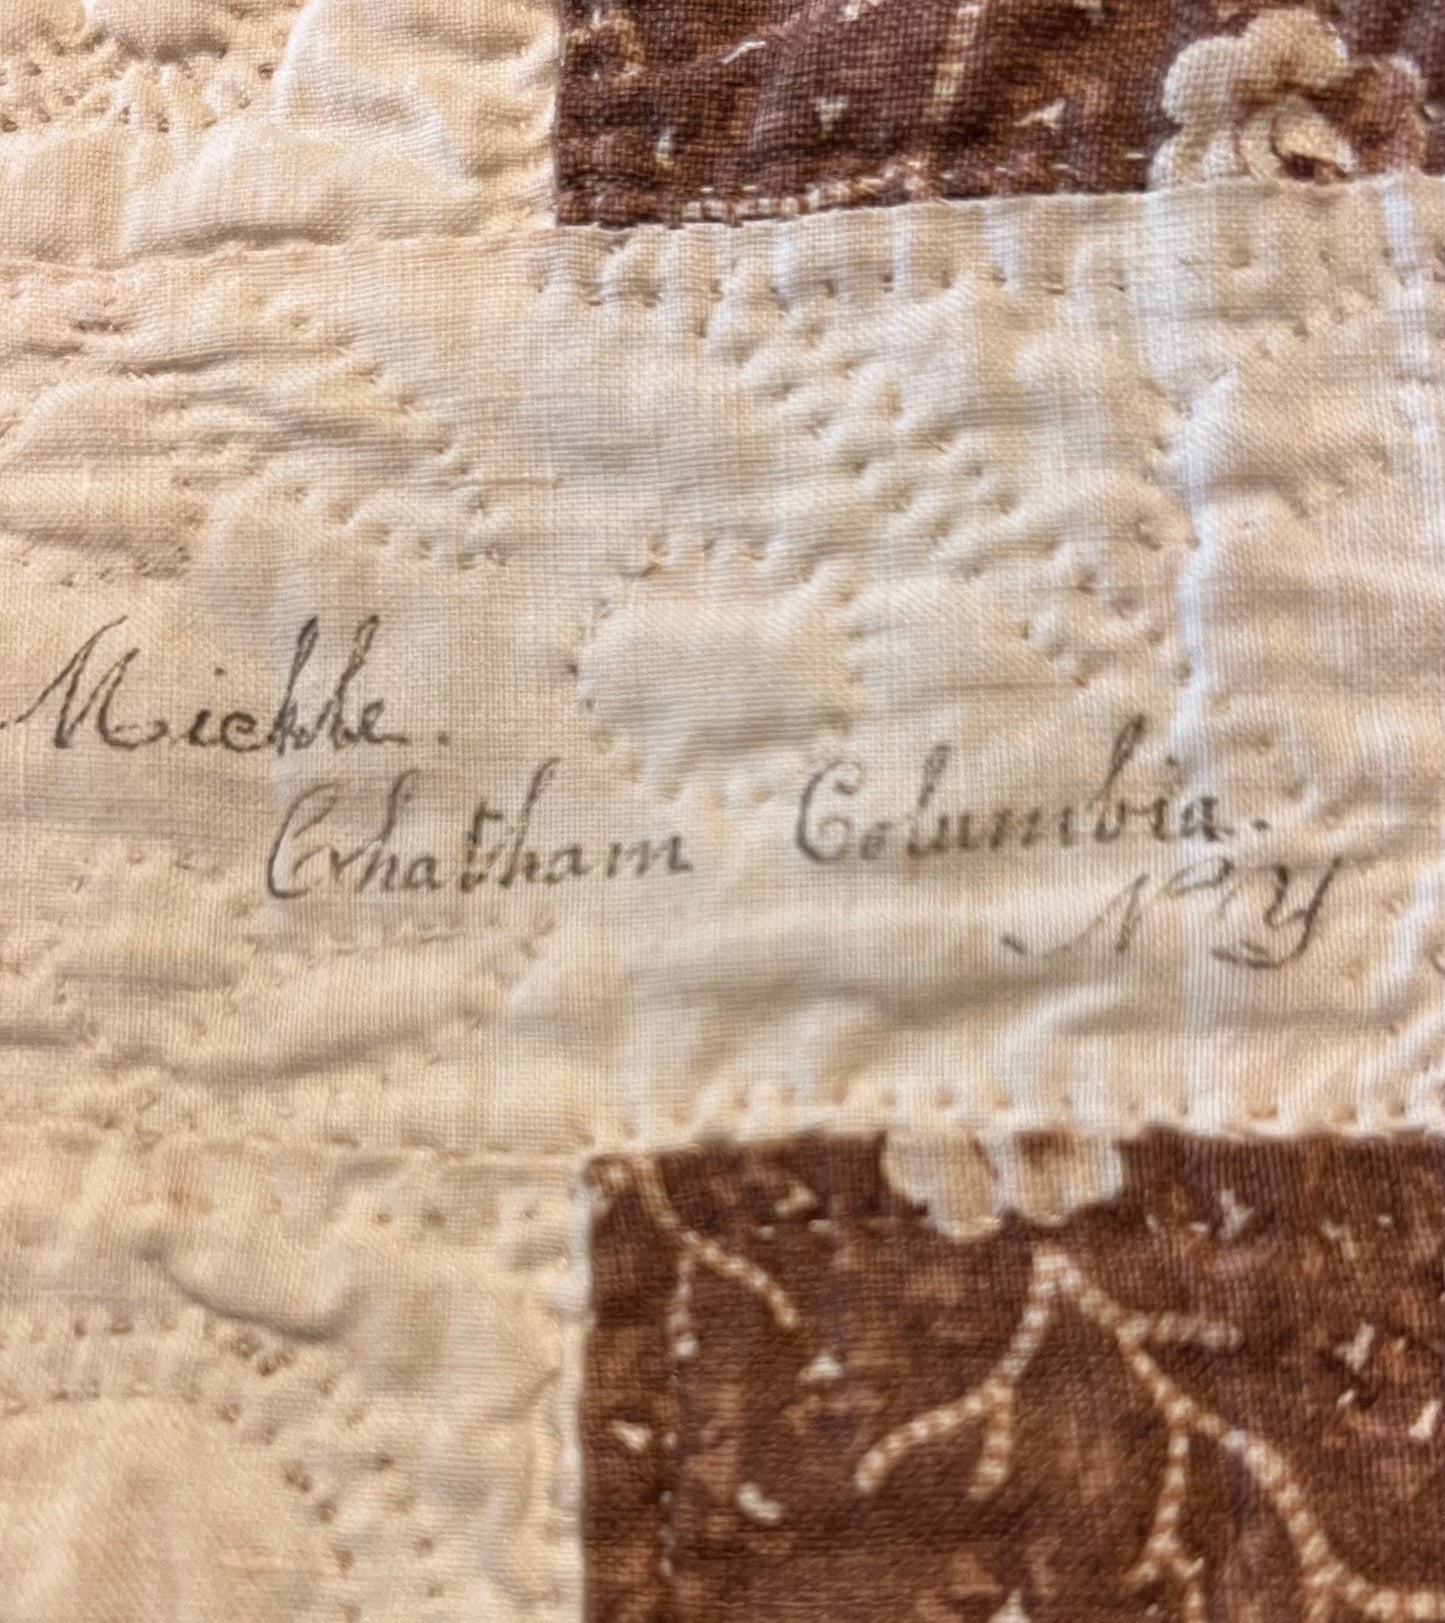 Mickle.
Chatham Columbia.
N. Y